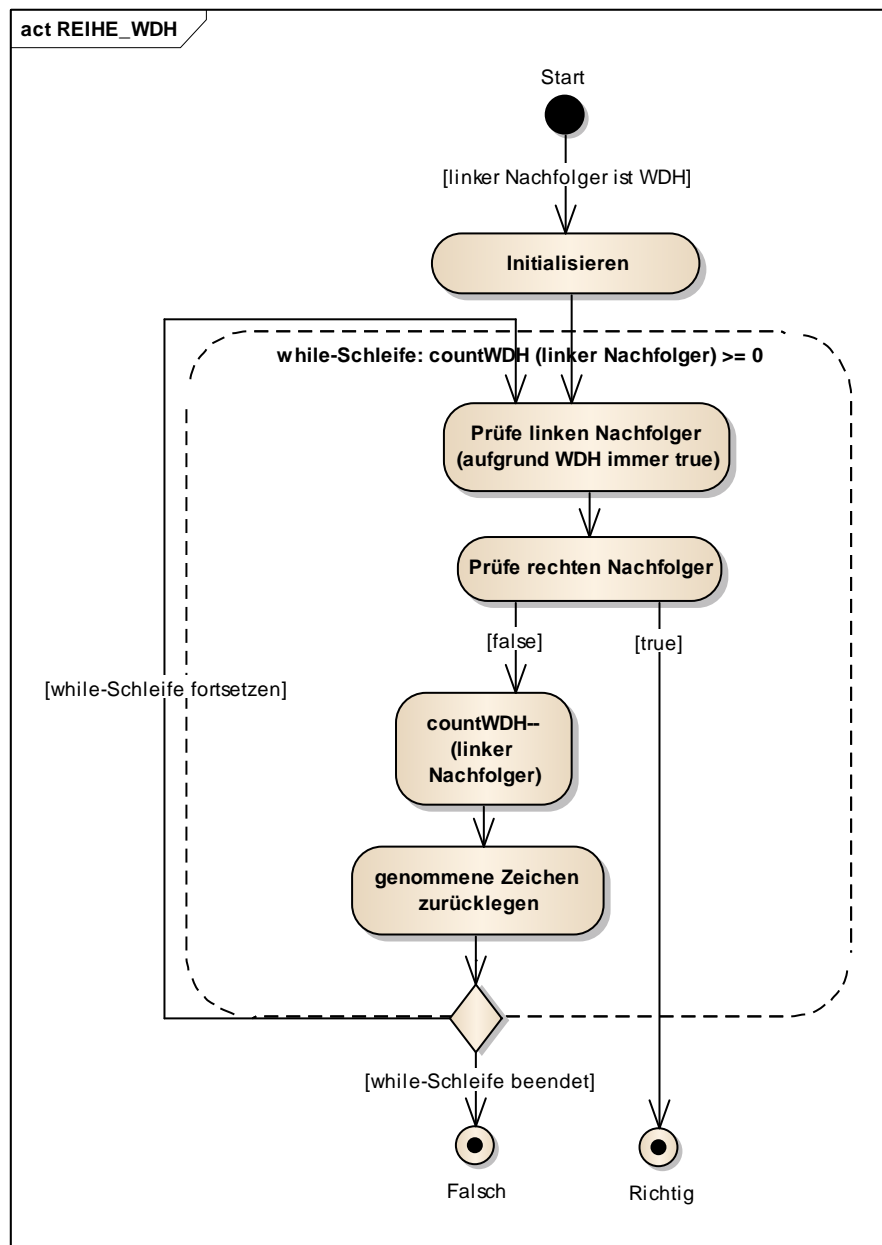 act REIHE_WDH
Start
[linker Nachfolger ist WDH]
Initialisieren
while-Schleife: countWDH (linker Nachfolger) >= 0
Prüfe linken Nachfolger
(aufgrund WDH immer true)
Prüfe rechten Nachfolger
[false]
[true]
[while-Schleife fortsetzen]
countWDH--
(linker
Nachfolger)
genommene Zeichen
zurücklegen
[while-Schleife beendet]
Falsch
Richtig